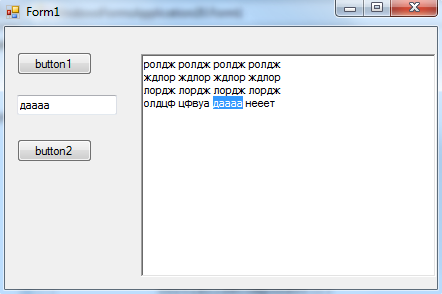 Form1
button1
даааа
button2
ролдж ролдж ролдж ролдж
ждлор ждлор ждлор ждлор
лордж лордж лордж лордж
олдцф цфвуа даааа нееет